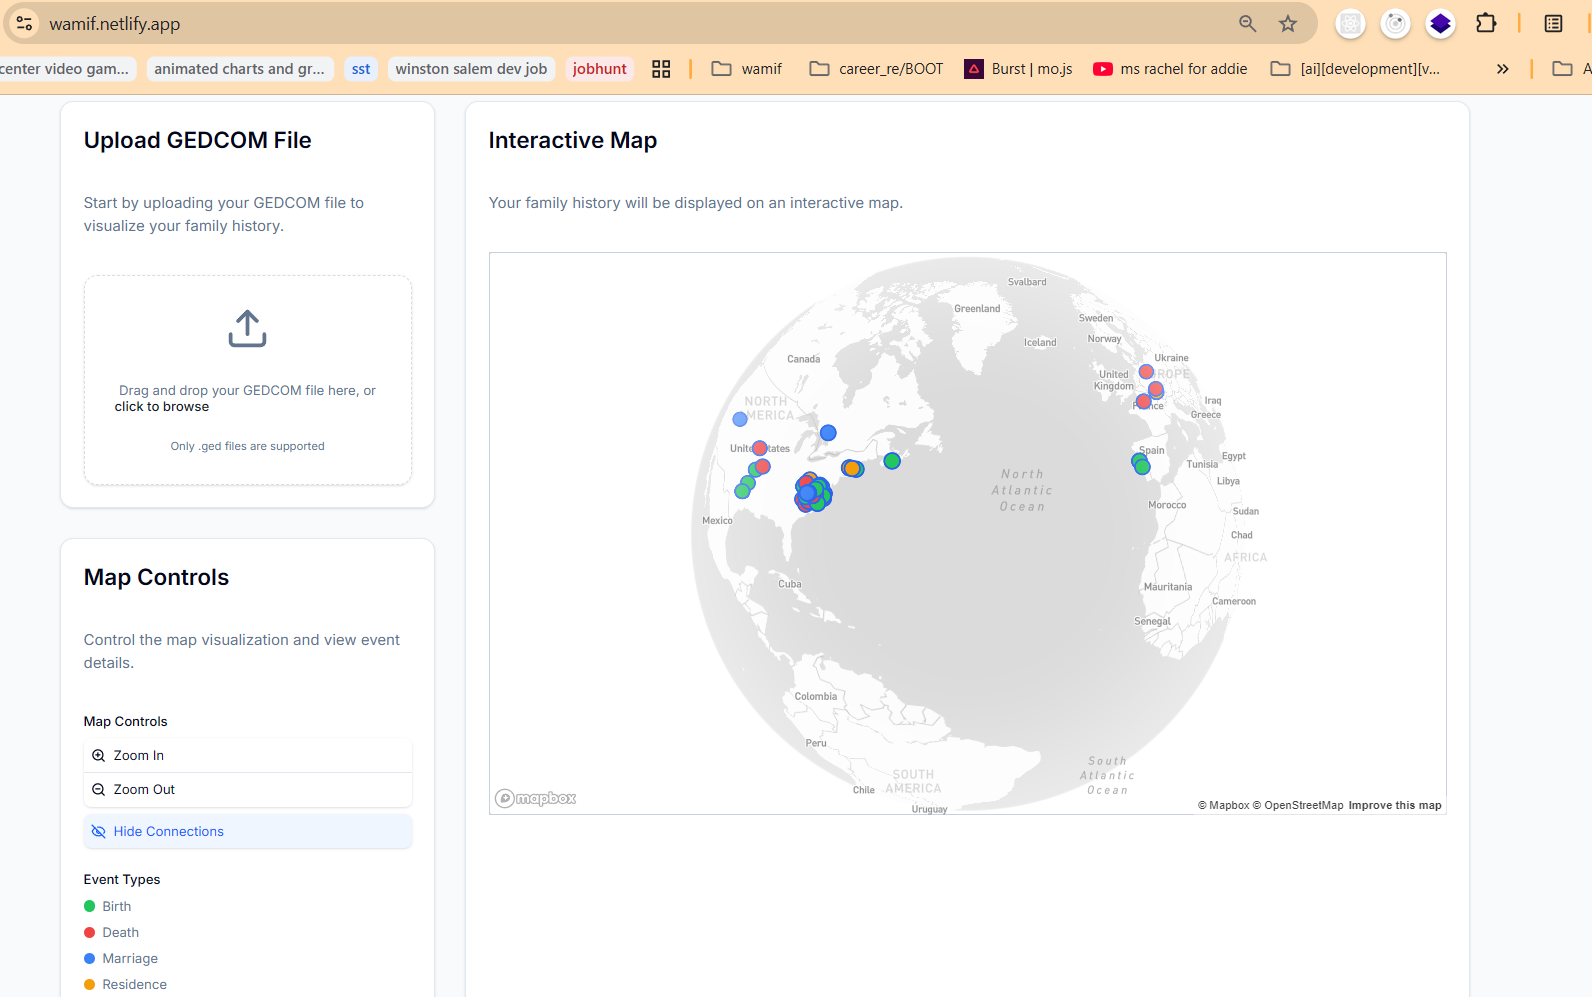 wamif.netlify.app
center video gam...
animated charts and gr...
sst
winston salem dev job
jobhunt
wamif
career_re/BOOT
Burst | mo.js
ms rachel for addie
[ai][development][v...
»
A
Upload GEDCOM File
Start by uploading your GEDCOM file to
visualize your family history.
Drag and drop your GEDCOM file here, or
click to browse
Only .ged files are supported
Map Controls
Control the map visualization and view event
details.
Map Controls
Zoom In
Zoom Out
Hide Connections
Event Types
Birth
Death
Marriage
Residence
Interactive Map
Your family history will be displayed on an interactive map.
Svalbard
Greenland
Sweden
Iceland
Norway
Canada
Ukraine
United
Kingdom
NORTH
United
Iraq
Greece
Spain
Egypt
Tunisia
Libya
North
Atlantic
Ocean
Morocco
Sudan
Mexico
Chad
AFRICA
Cuba
Mauritania
Cameroon
Senegal
Colombia
Peru
South
Atlantic
Ocean
SOUTH
AMERICA
Chile
Uruguay
mapbox
© Mapbox © OpenStreetMap Improve this map